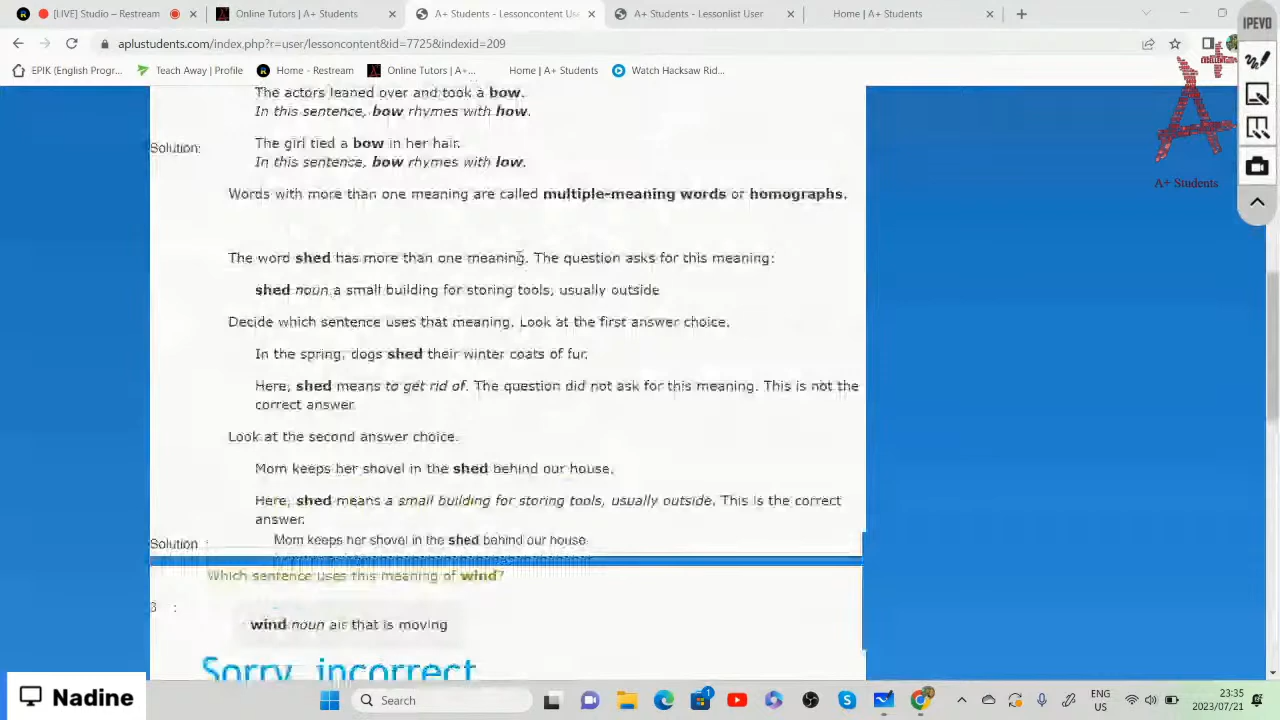 [LIVE] Studio – Restream
Online Tutors | A+ Students
A+ Students - Lessoncontent Us
A+ Students - Lessonlist User
Home | A+ Students
aplustudents.com/index.php?r=user/lessoncontent&id=7725&indexid=209
EPIK (English Progr...
Teach Away | Profile
Home - Restream
Online Tutors | A+...
Home | A+ Students
Watch Hacksaw Rid...
IPEVO
A+ Students
The actors leaned over and took a bow.
In this sentence, bow rhymes with how.
The girl tied a bow in her hair.
Solution:
In this sentence, bow rhymes with low.
Words with more than one meaning are called multiple-meaning words or homographs.
The word shed has more than one meaning. The question asks for this meaning:
shed noun a small building for storing tools, usually outside
Decide which sentence uses that meaning. Look at the first answer choice.
In the spring, dogs shed their winter coats of fur.
Here, shed means to get rid of. The question did not ask for this meaning. This is not the
correct answer.
Look at the second answer choice.
Mom keeps her shovel in the shed behind our house.
Here, shed means a small building for storing tools, usually outside. This is the correct
answer.
Mom keeps her shovel in the shed behind our house.
Solution :
Which sentence uses this meaning of wind?
3 :
wind noun air that is moving
Sorry, incorrect
Nadine
Search
1
ENG
US
23:35
2023/07/21